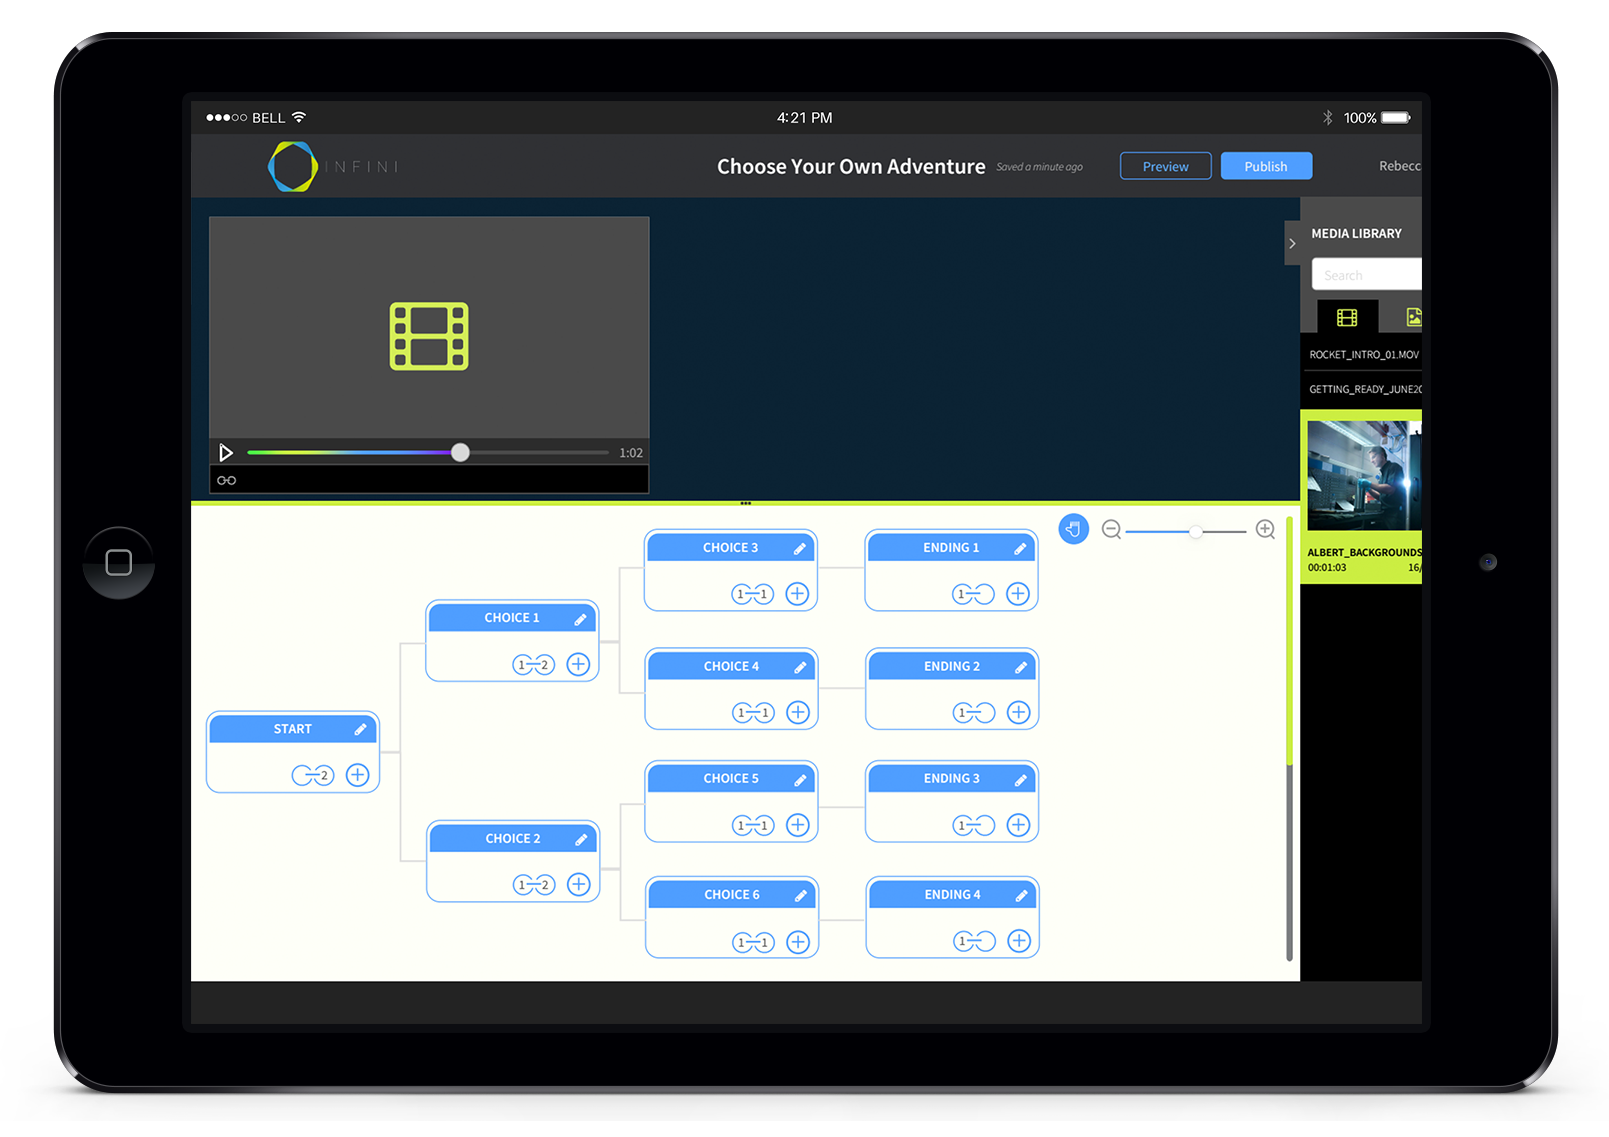 BELL
4:21 PM
100%
INFINI
Choose Your Own Adventure
Saved a minute ago
Preview
Publish
Rebecc
MEDIA LIBRARY
Search
ROCKET_INTRO_01.MOV
GETTING_READY_JUNE20
ALBERT_BACKGROUNDS
00:01:03
16/
1:02
CHOICE 3
1 1
ENDING 1
1
CHOICE 1
1 2
CHOICE 4
1 1
ENDING 2
1
START
2
CHOICE 5
1 1
ENDING 3
1
CHOICE 2
1 2
CHOICE 6
1 1
ENDING 4
1